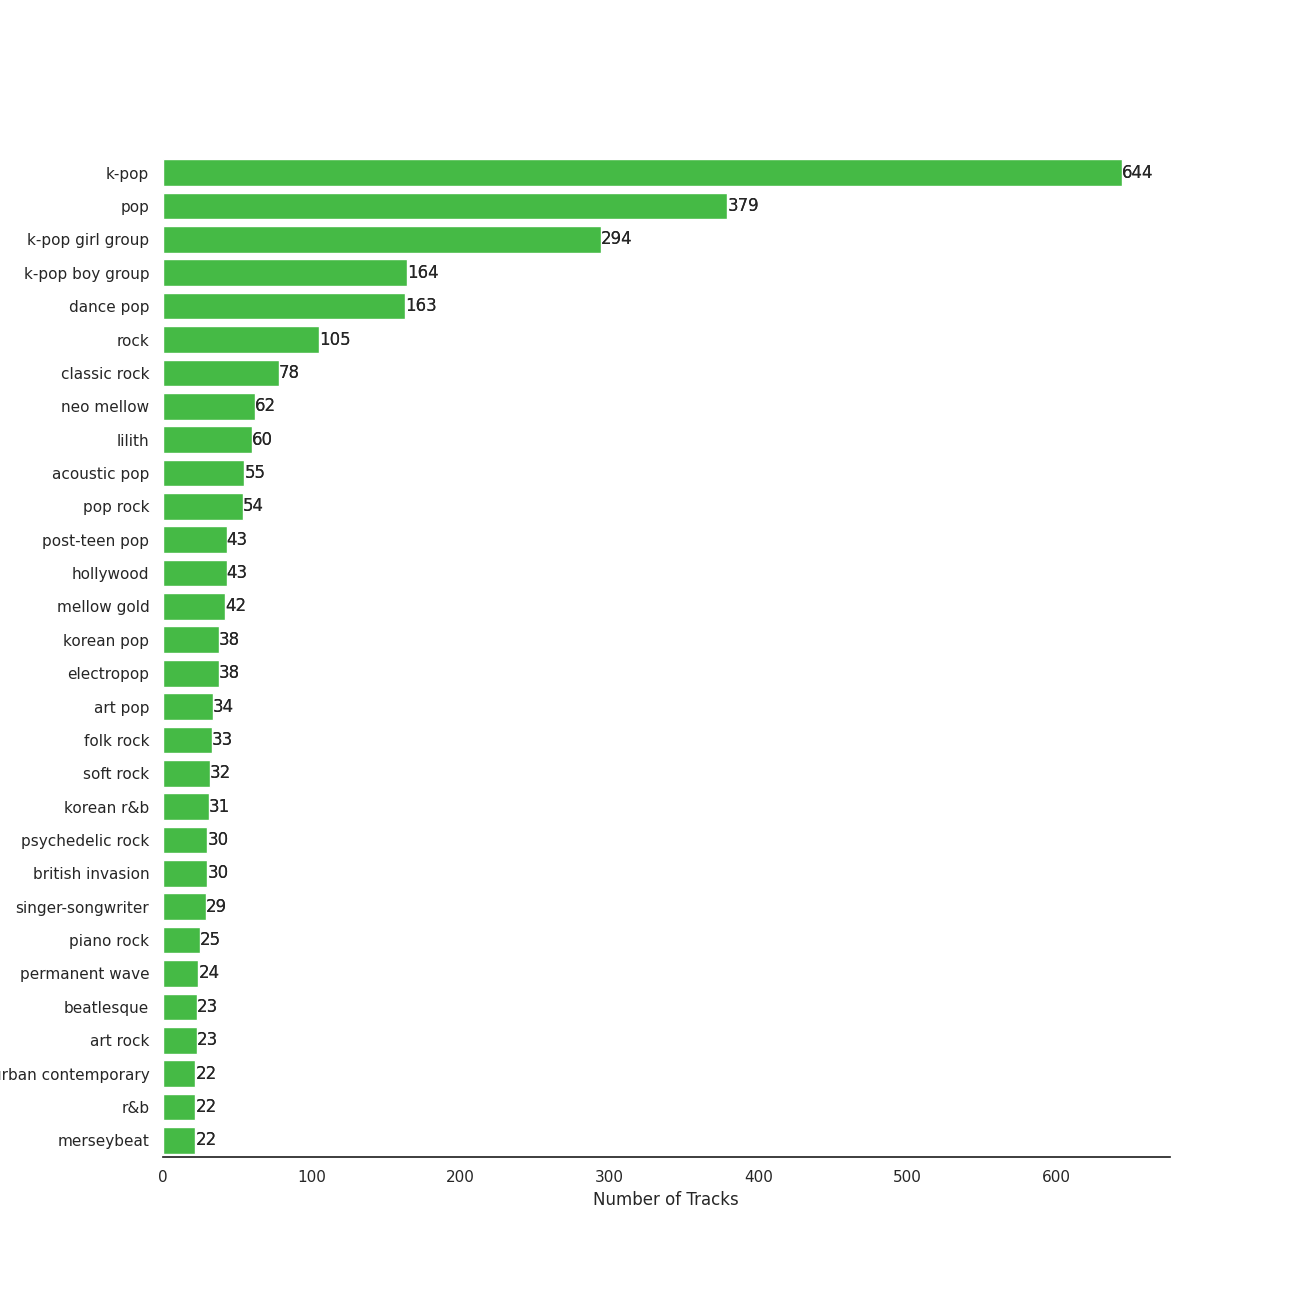 k-pop 644
pop 379
k-pop girl group 294
k-pop boy group 164
dance pop 163
rock 105
classic rock 78
neo mellow 62
lilith 60
acoustic pop 55
pop rock 54
post-teen pop 43
hollywood 43
mellow gold 42
korean pop 38
electropop 38
art pop 34
folk rock 33
soft rock 32
korean r&b 31
psychedelic rock 30
british invasion 30
singer-songwriter 29
piano rock 25
permanent wave 24
beatlesque 23
art rock 23
rban contemporary 22
r&b 22
merseybeat 22
0 100 200 300 400 500 600
Number of Tracks